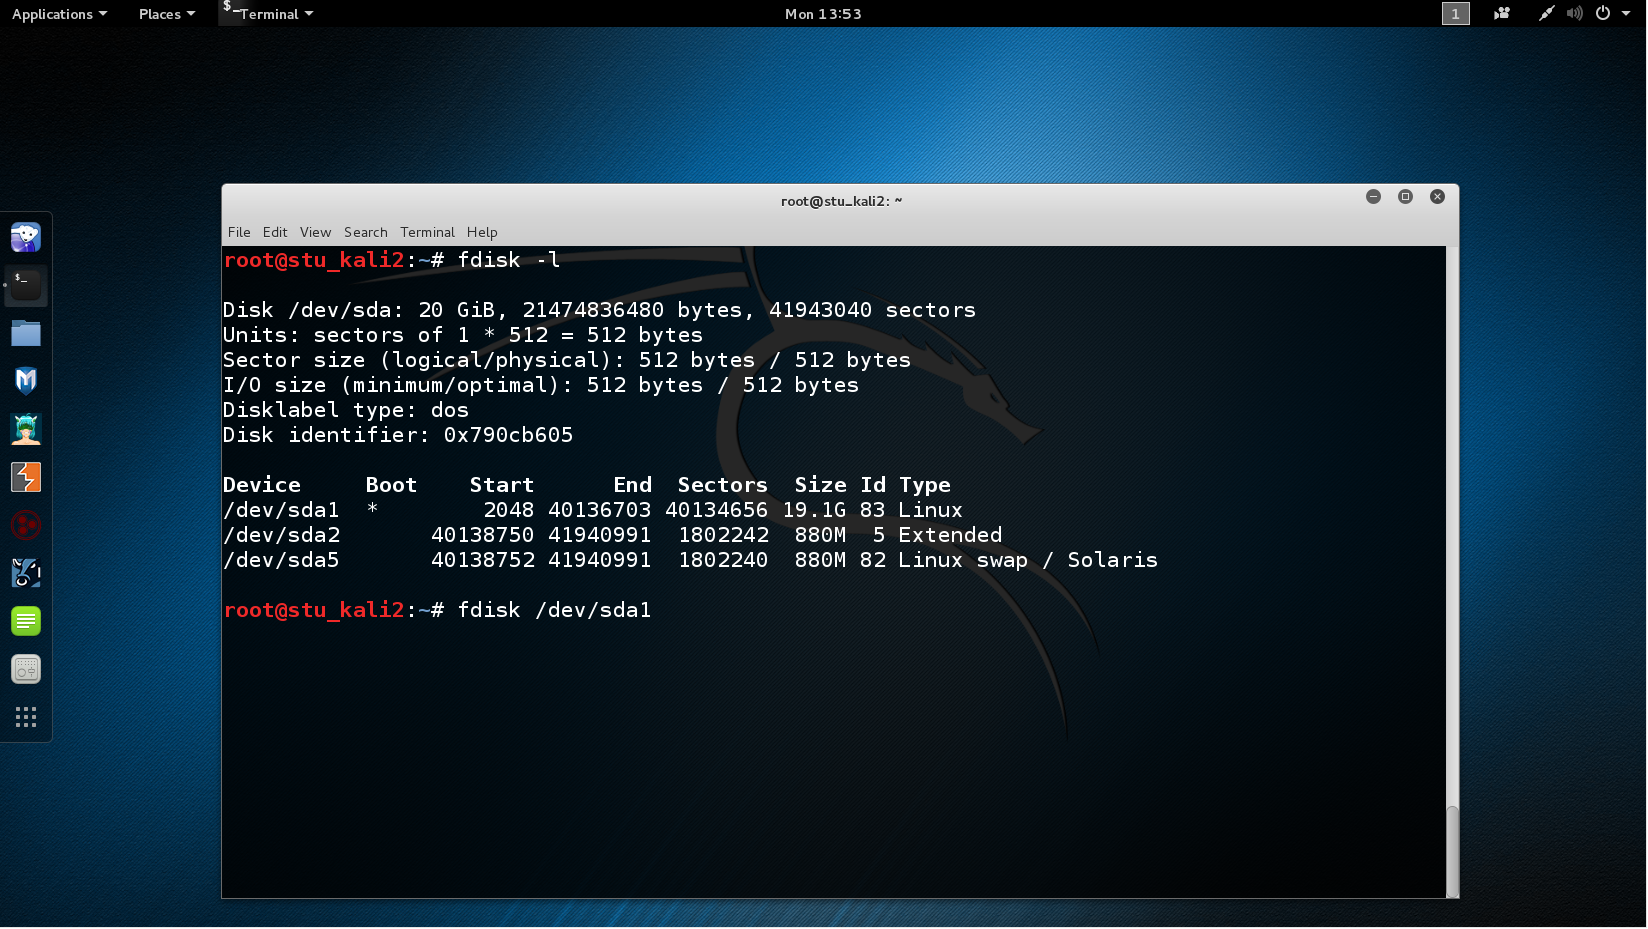 Applications Places $_ Terminal Mon 13:53 1
root@stu_kali2: ~
File Edit View Search Terminal Help
root@stu_kali2:~# fdisk -l
Disk /dev/sda: 20 GiB, 21474836480 bytes, 41943040 sectors
Units: sectors of 1 * 512 = 512 bytes
Sector size (logical/physical): 512 bytes / 512 bytes
I/O size (minimum/optimal): 512 bytes / 512 bytes
Disklabel type: dos
Disk identifier: 0x790cb605
Device     Boot    Start      End  Sectors  Size Id Type
/dev/sda1  *        2048 40136703 40134656 19.1G 83 Linux
/dev/sda2       40138750 41940991  1802242  880M  5 Extended
/dev/sda5       40138752 41940991  1802240  880M 82 Linux swap / Solaris
root@stu_kali2:~# fdisk /dev/sda1